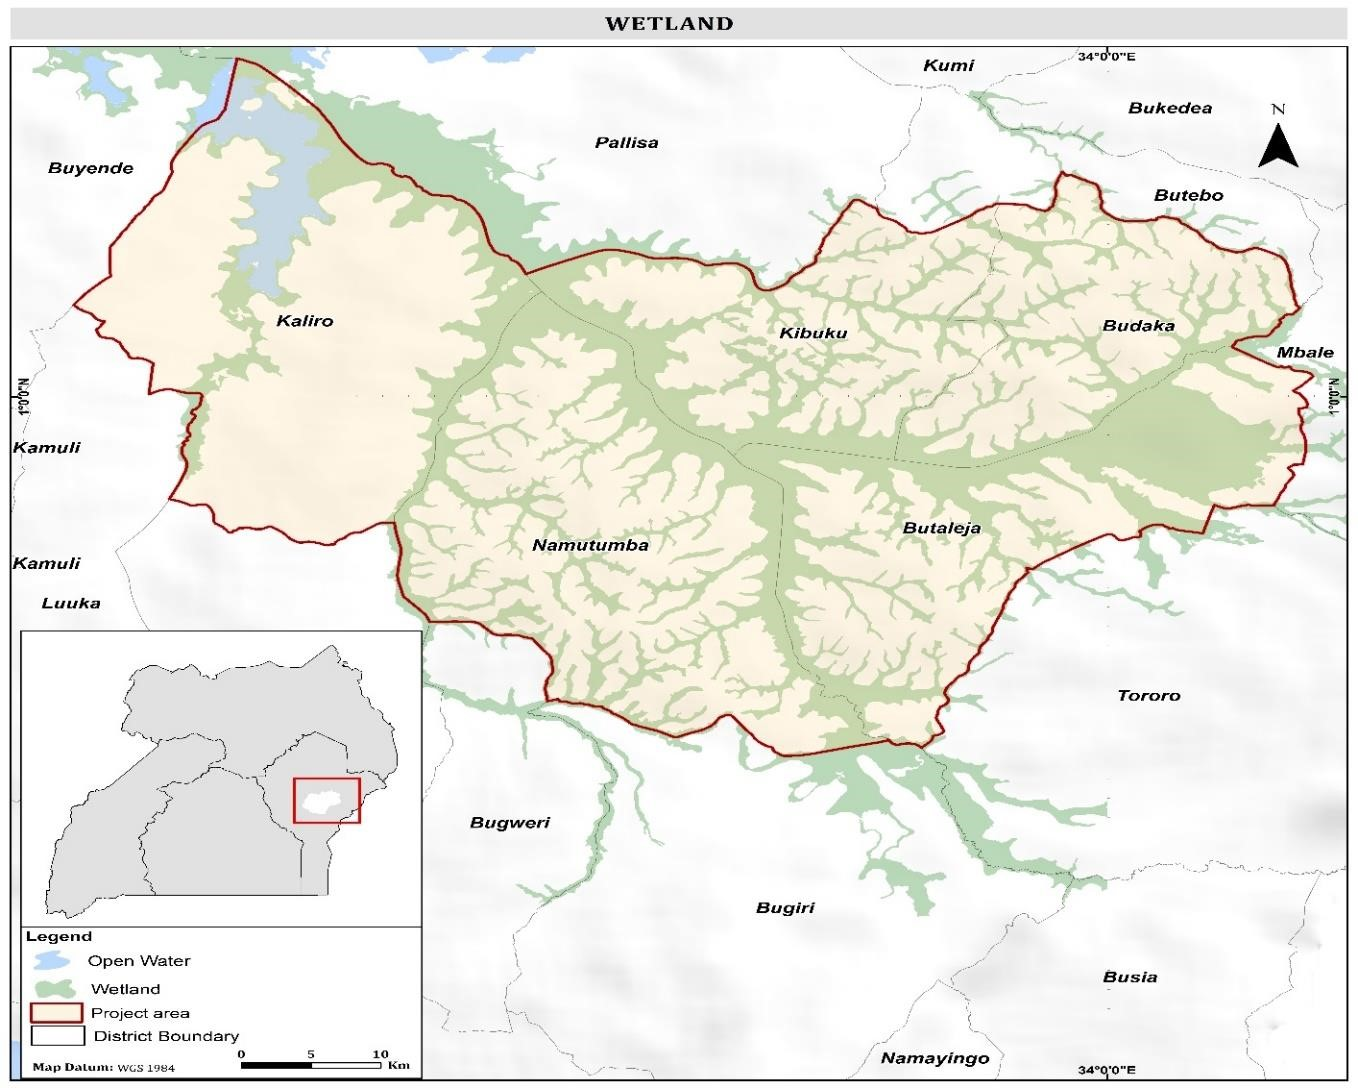 WETLAND
34°0'0"E
Kumi
Bukedea
N
Pallisa
Buyende
Butebo
Kaliro
Kibuku
Budaka
Mbale
1°0'0"N
1°0'0"N
Kamuli
Butaleja
Namutumba
Kamuli
Luuka
Tororo
Bugweri
Bugiri
Legend
Open Water
Wetland
Busia
Project area
District Boundary
0 5 10
Km
Map Datum: WGS 1984
Namayingo
34°0'0"E